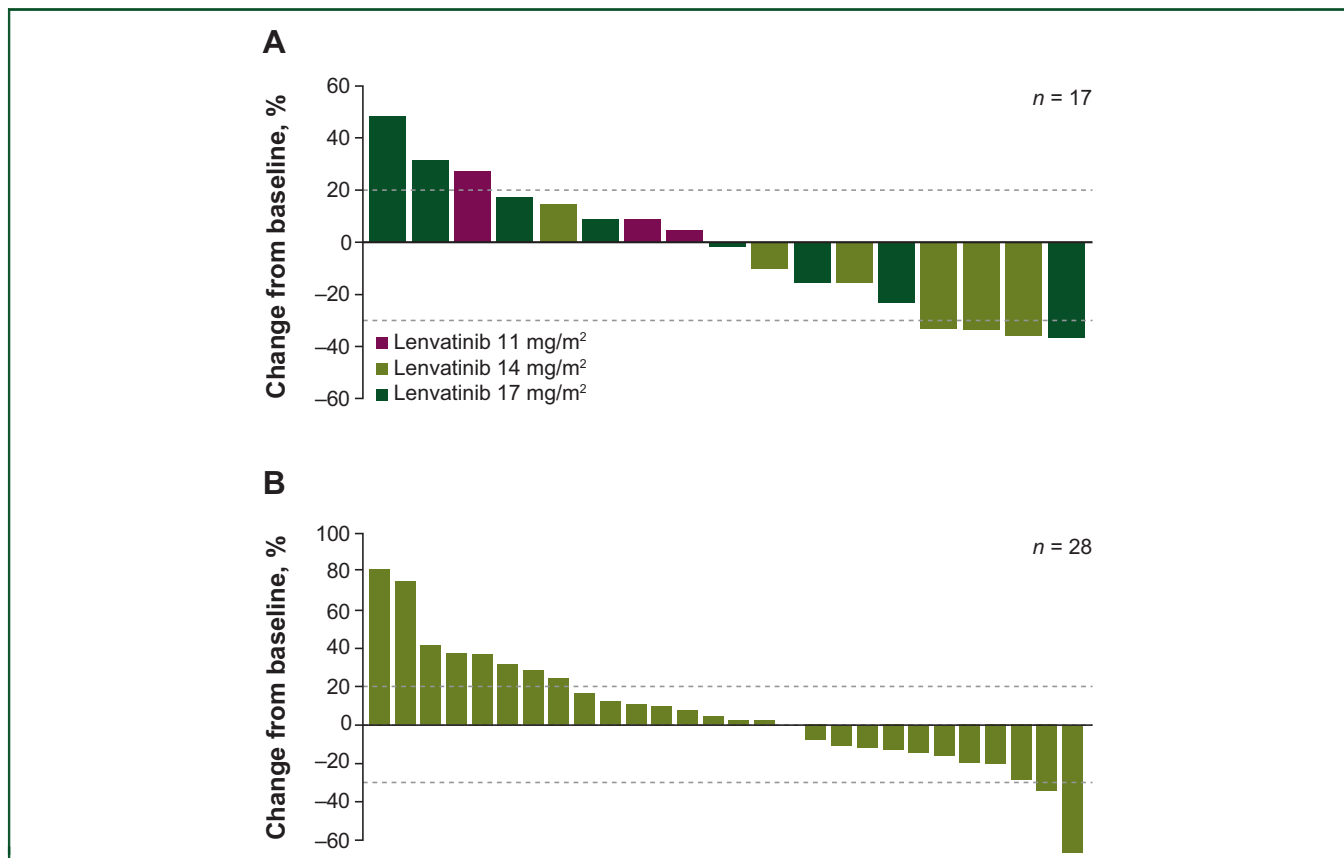 A
Change from baseline, %
60
40
20
0
–20
–40
–60
n = 17
Lenvatinib 11 mg/m²
Lenvatinib 14 mg/m²
Lenvatinib 17 mg/m²
B
Change from baseline, %
100
80
60
40
20
0
–20
–40
–60
n = 28